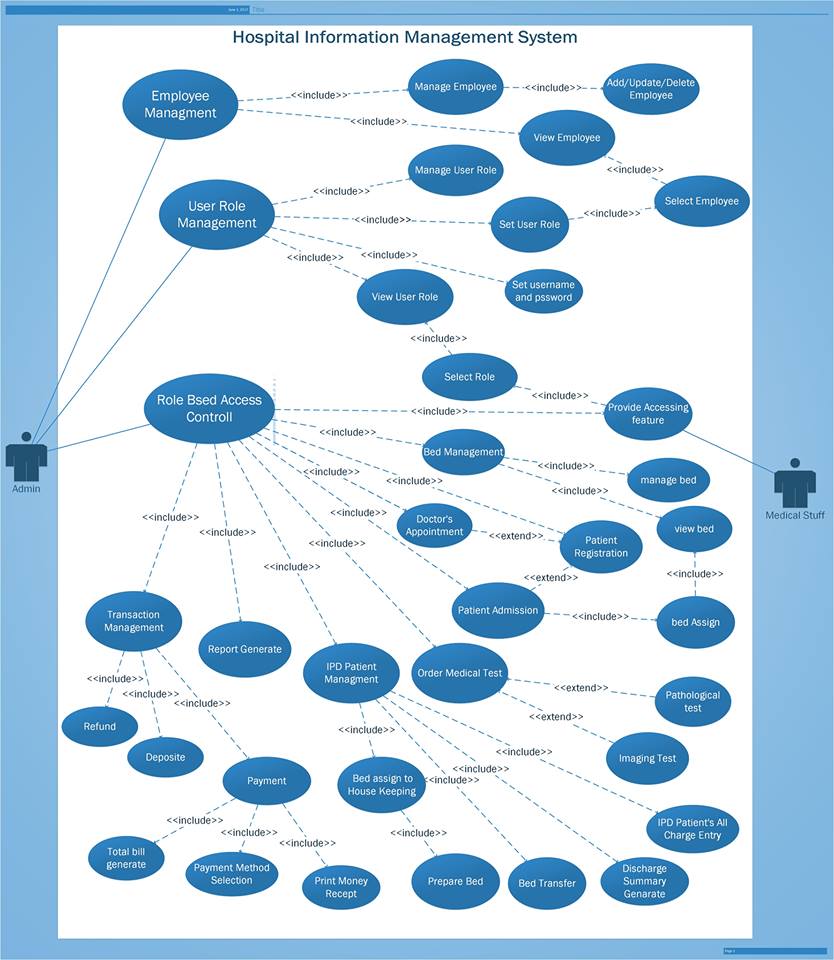 June 3, 2017
Title
Hospital Information Management System
Employee
Managment
<<include>>
Manage Employee
<<include>>
Add/Update/Delete
Employee
<<include>>
View Employee
<<include>>
Manage User Role
<<include>>
User Role
Management
<<include>>
Set User Role
<<include>>
Select Employee
<<include>>
<<include>>
View User Role
Set username
and pssword
<<include>>
Select Role
<<include>>
Role Bsed Access
Controll
<<include>>
Provide Accessing
feature
<<include>>
Bed Management
<<include>>
manage bed
<<include>>
Admin
Medical Stuff
<<include>>
<<include>>
<<include>>
<<include>>
<<include>>
Doctor's
Appointment
<<extend>>
Patient
Registration
view bed
<<include>>
<<include>>
<<extend>>
<<include>>
Patient Admission
<<include>>
bed Assign
Transaction
Management
Report Generate
IPD Patient
Managment
Order Medical Test
<<extend>>
Pathological
test
<<include>>
<<include>>
<<include>>
<<extend>>
Refund
Deposite
<<include>>
<<include>>
Imaging Test
Payment
Bed assign to
House Keeping
<<include>>
<<include>>
<<include>>
<<include>>
<<include>>
<<include>>
IPD Patient's All
Charge Entry
Total bill
generate
Payment Method
Selection
Print Money
Recept
Prepare Bed
Bed Transfer
Discharge
Summary
Genarate
Page 1